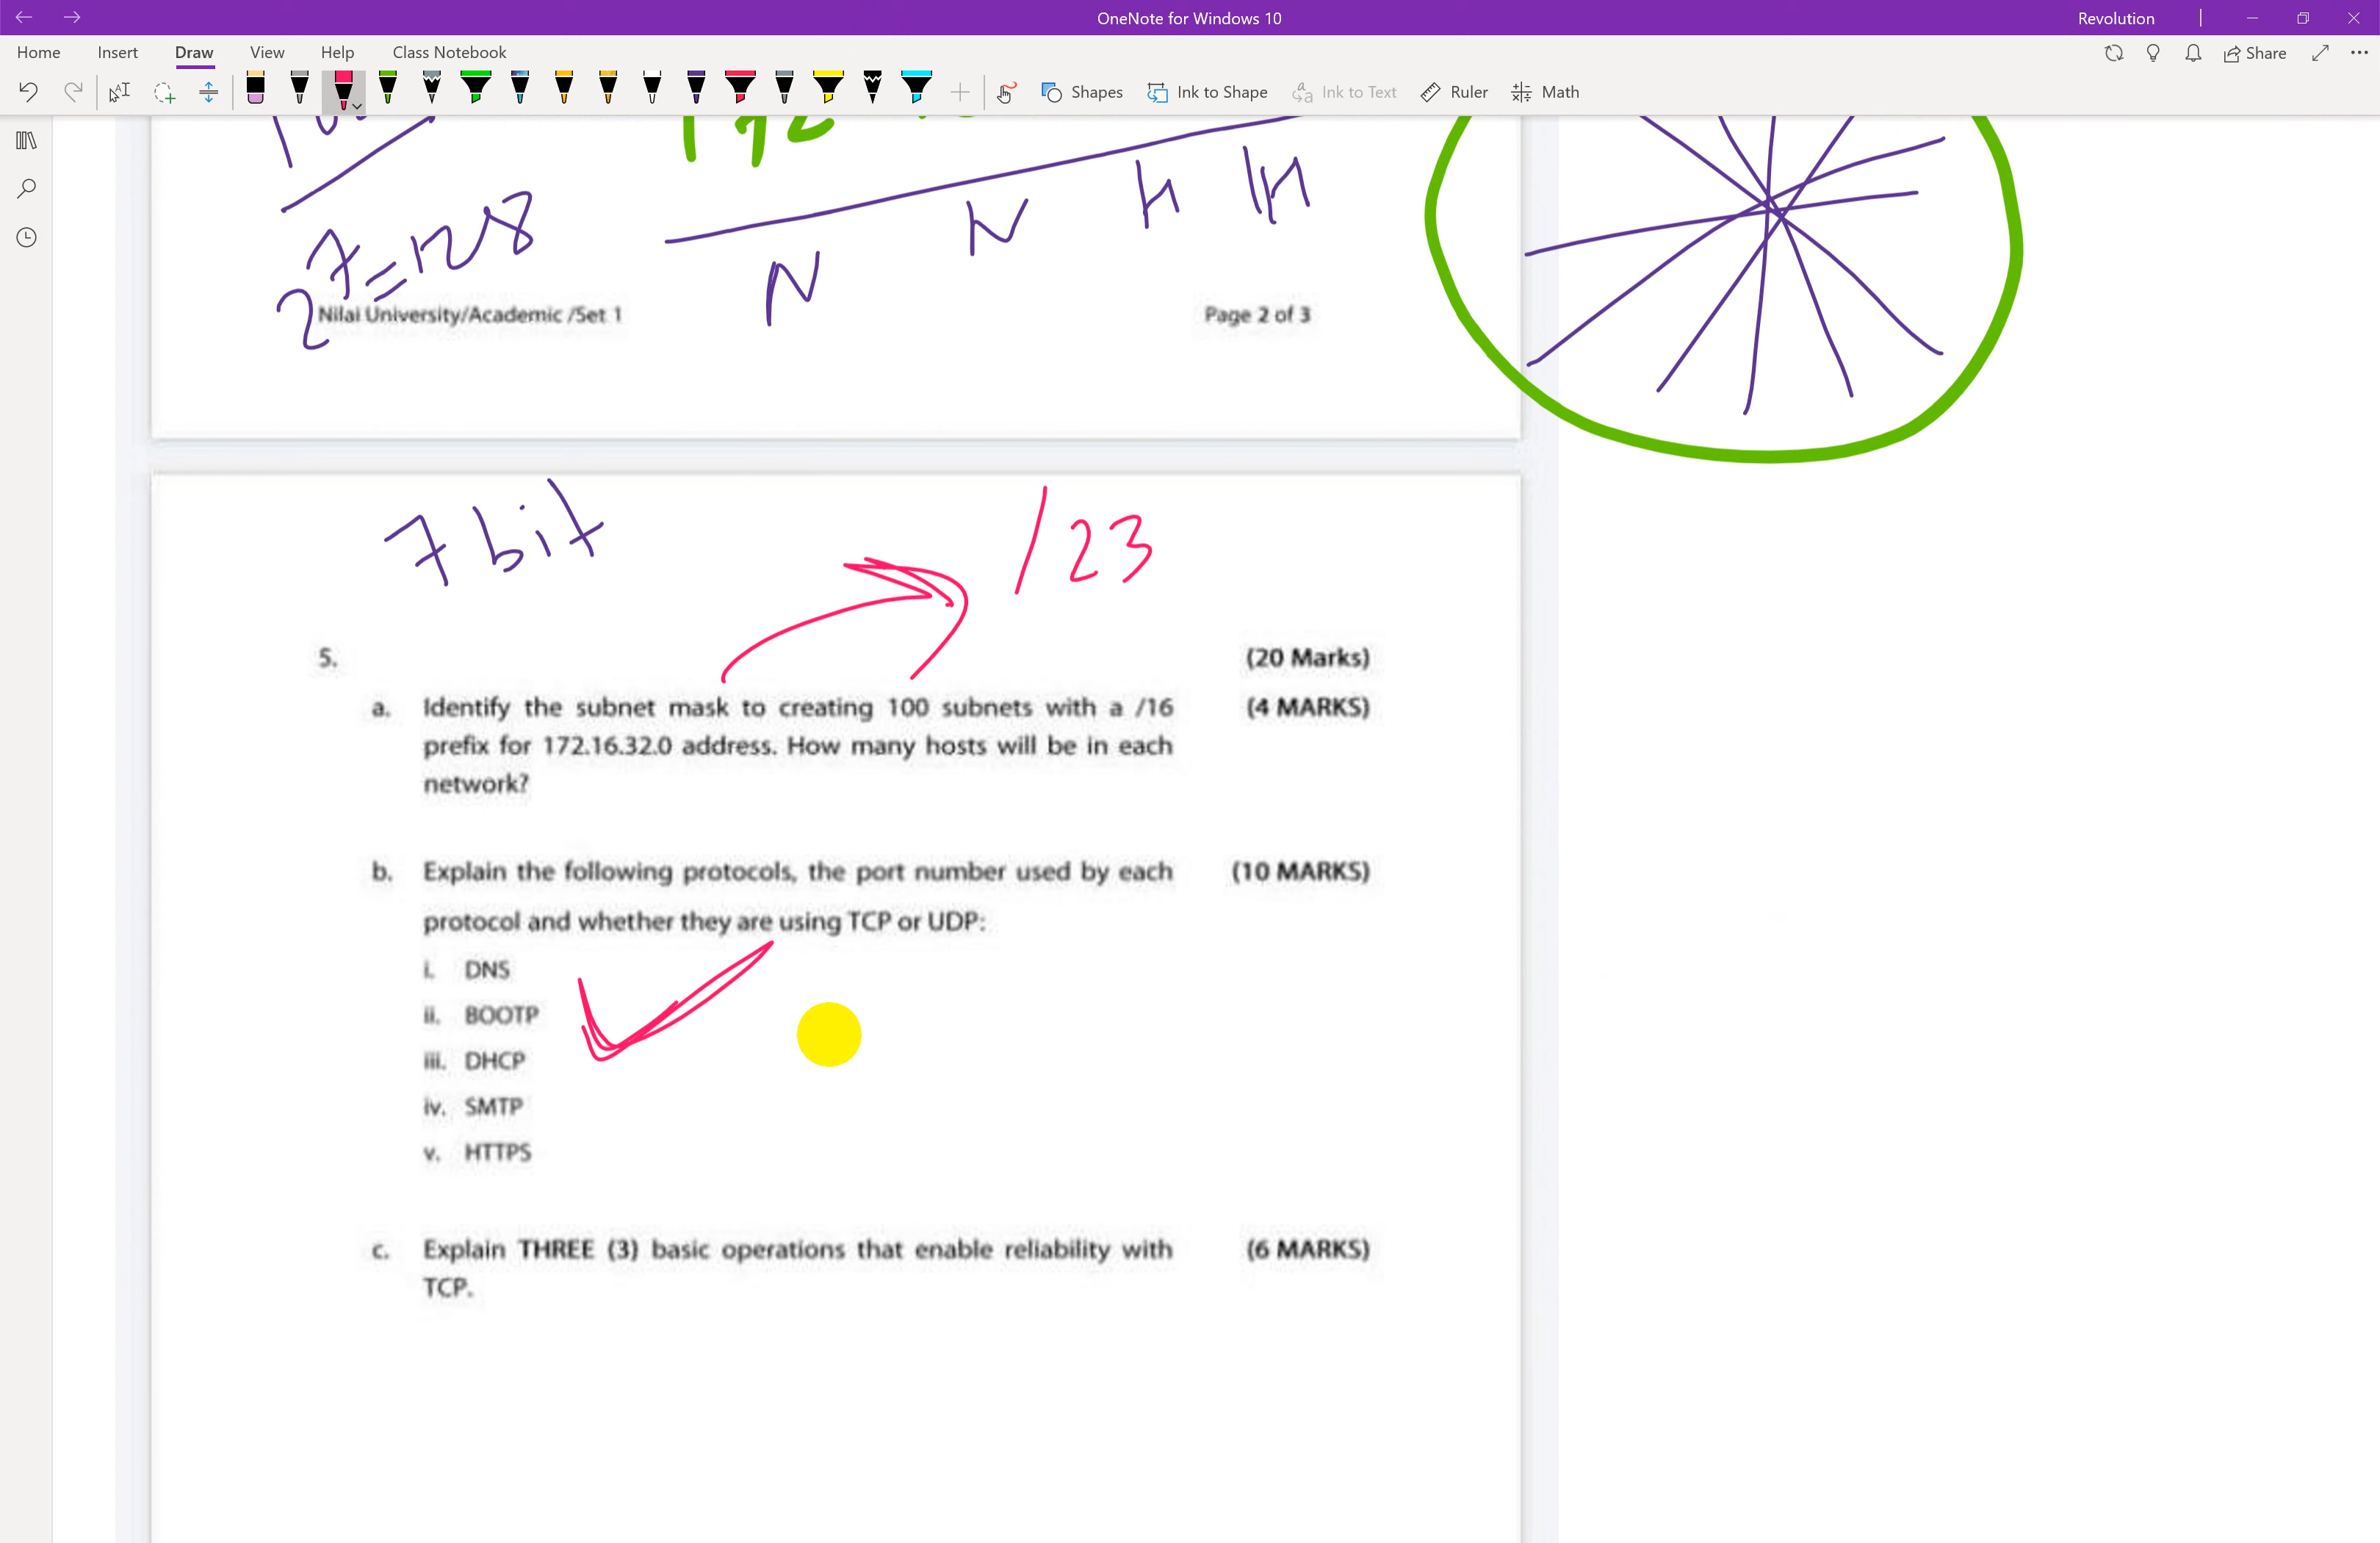 OneNote for Windows 10
Revolution
Home Insert Draw View Help Class Notebook
Share
Shapes Ink to Shape Ink to Text Ruler Math
N N H H
2^7=128
Nilai University/Academic /Set 1 Page 2 of 3
7 bit
/23
5. (20 Marks)
a. Identify the subnet mask to creating 100 subnets with a /16 (4 MARKS)
prefix for 172.16.32.0 address. How many hosts will be in each
network?
b. Explain the following protocols, the port number used by each (10 MARKS)
protocol and whether they are using TCP or UDP:
i. DNS
ii. BOOTP
iii. DHCP
iv. SMTP
v. HTTPS
c. Explain THREE (3) basic operations that enable reliability with (6 MARKS)
TCP.